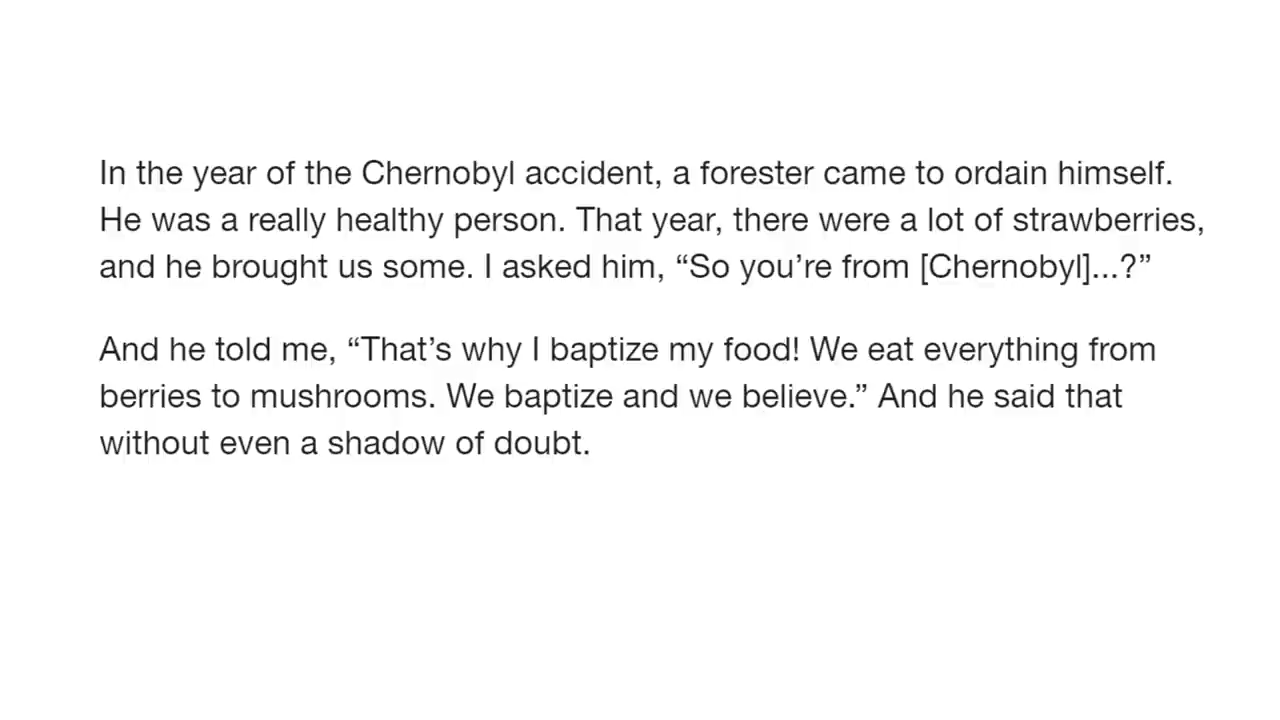 In the year of the Chernobyl accident, a forester came to ordain himself.
He was a really healthy person. That year, there were a lot of strawberries,
and he brought us some. I asked him, “So you’re from [Chernobyl]...?”
And he told me, “That’s why I baptize my food! We eat everything from
berries to mushrooms. We baptize and we believe.” And he said that
without even a shadow of doubt.